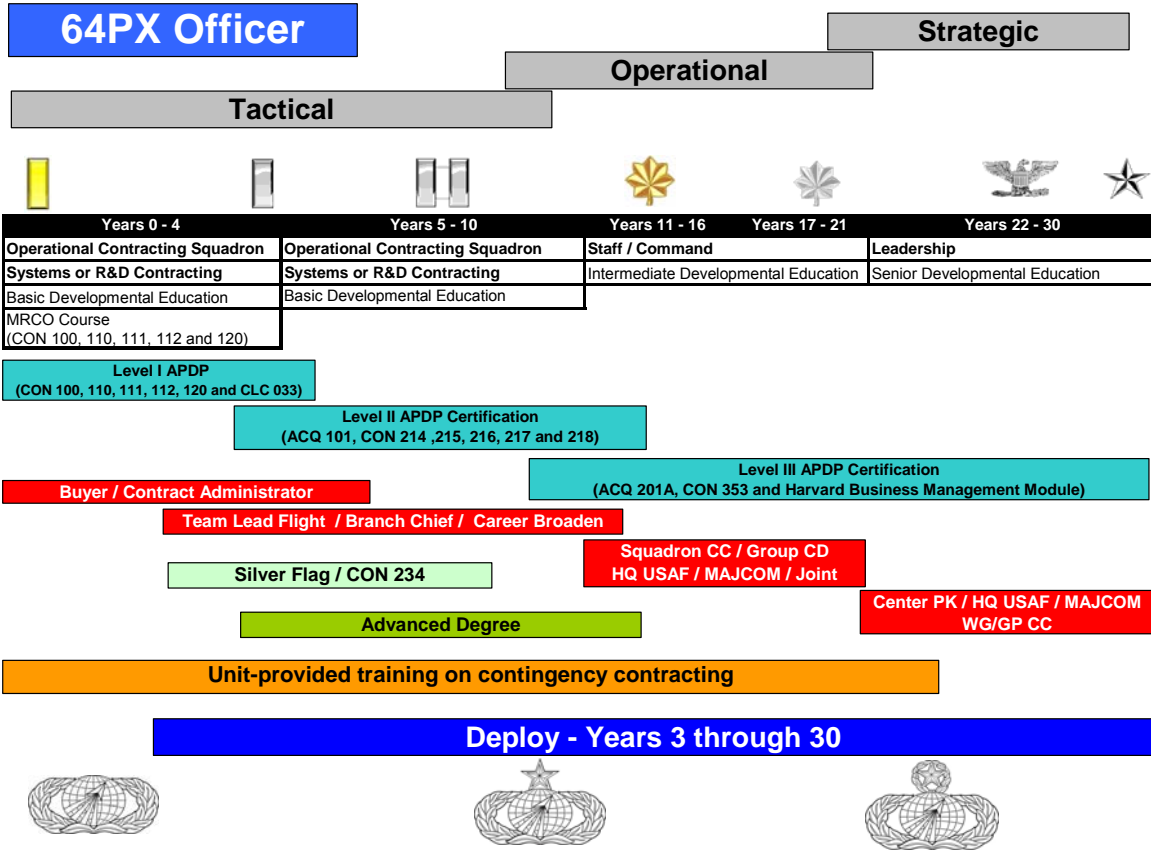 64PX Officer
Strategic
Operational
Tactical
Years 0 - 4
Years 5 - 10
Years 11 - 16
Years 17 - 21
Years 22 - 30
Operational Contracting Squadron
Operational Contracting Squadron
Staff / Command
Leadership
Systems or R&D Contracting
Systems or R&D Contracting
Intermediate Developmental Education
Senior Developmental Education
Basic Developmental Education
Basic Developmental Education
MRCO Course
(CON 100, 110, 111, 112 and 120)
Level I APDP
(CON 100, 110, 111, 112, 120 and CLC 033)
Level II APDP Certification
(ACQ 101, CON 214 ,215, 216, 217 and 218)
Level III APDP Certification
(ACQ 201A, CON 353 and Harvard Business Management Module)
Buyer / Contract Administrator
Team Lead Flight / Branch Chief / Career Broaden
Squadron CC / Group CD
HQ USAF / MAJCOM / Joint
Silver Flag / CON 234
Center PK / HQ USAF / MAJCOM
WG/GP CC
Advanced Degree
Unit-provided training on contingency contracting
Deploy - Years 3 through 30